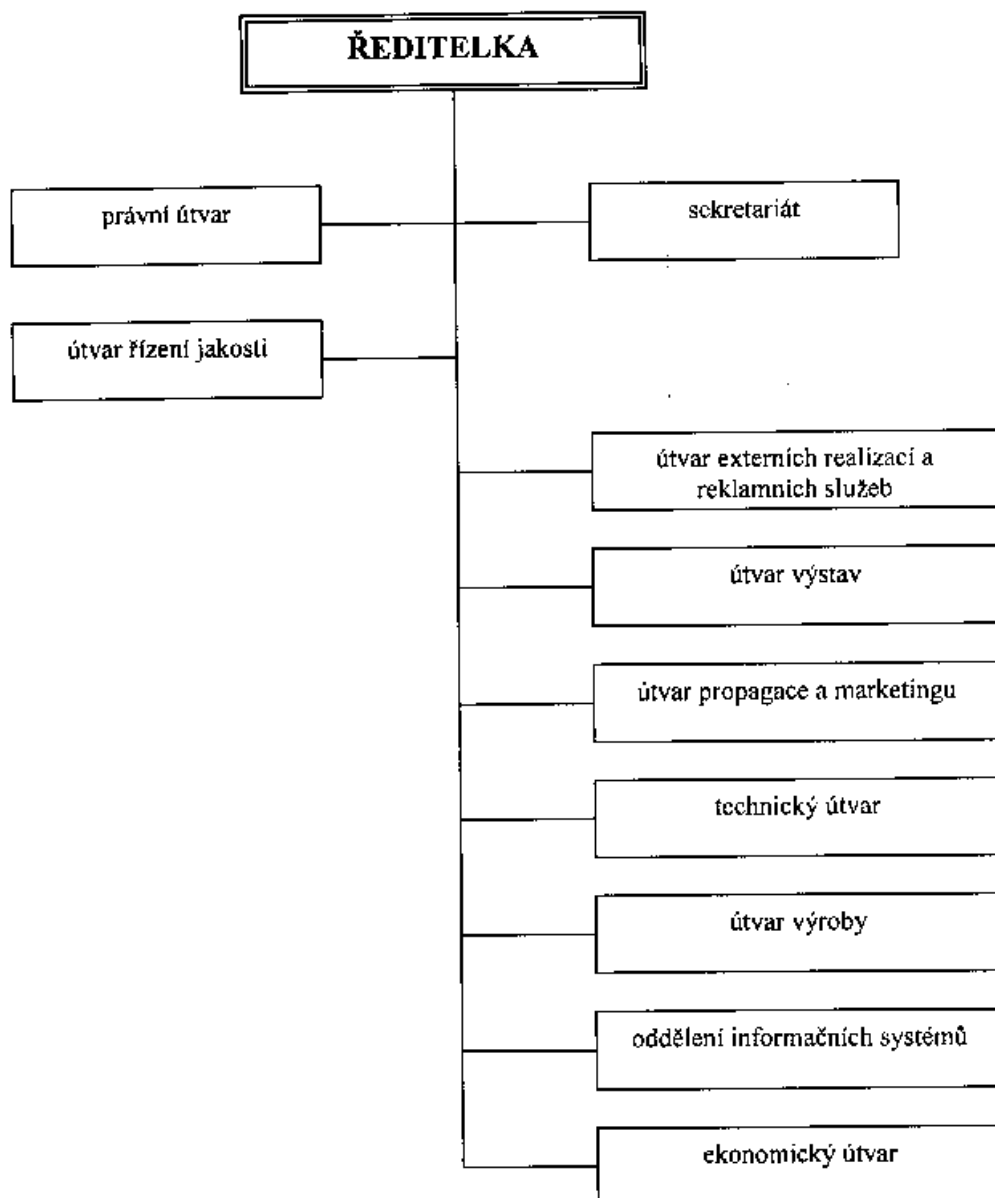 ŘEDITELKA
právní útvar
sekretariát
útvar řízení jakosti
útvar externích realizací a
reklamních služeb
útvar výstav
útvar propagace a marketingu
technický útvar
útvar výroby
oddělení informačních systémů
ekonomický útvar